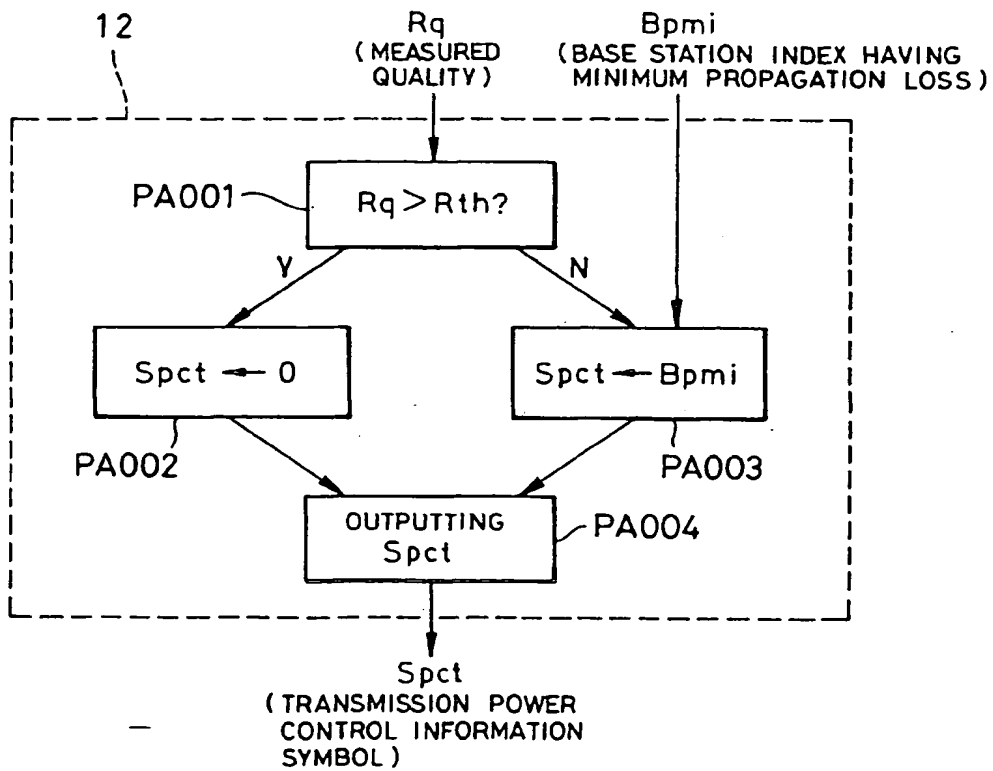 12
Rq
(MEASURED
QUALITY)
Bpmi
(BASE STATION INDEX HAVING
MINIMUM PROPAGATION LOSS)
PA001
Rq > Rth?
Y
N
Spct ← 0
Spct ← Bpmi
PA002
PA003
OUTPUTTING
Spct
PA004
Spct
(TRANSMISSION POWER
CONTROL INFORMATION
SYMBOL)